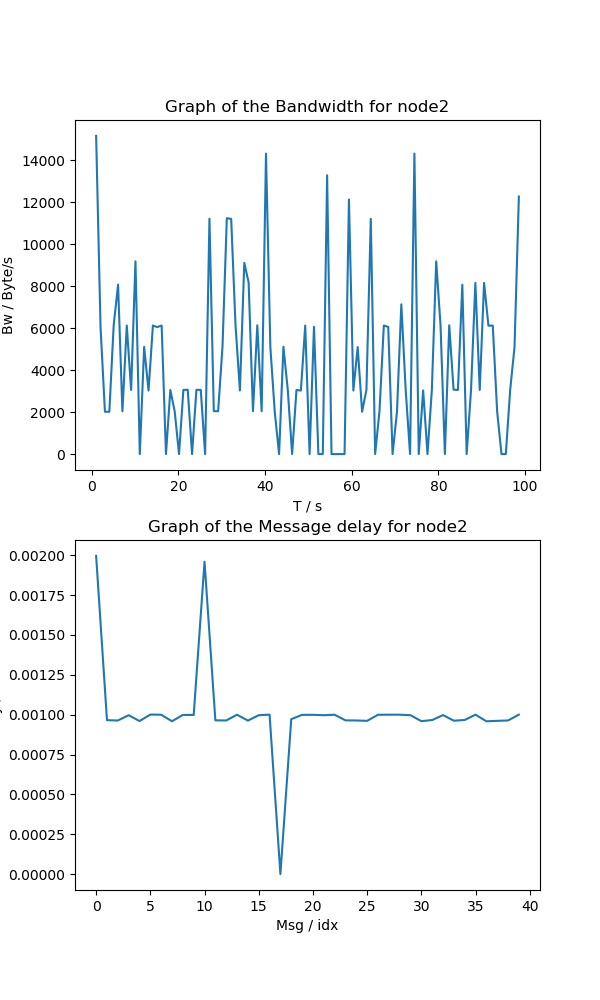 Graph of the Bandwidth for node2
14000
12000
10000
8000
6000
4000
2000
0
Bw / Byte/s
0 20 40 60 80 100
T / s
Graph of the Message delay for node2
0.00200
0.00175
0.00150
0.00125
0.00100
0.00075
0.00050
0.00025
0.00000
0 5 10 15 20 25 30 35 40
Msg / idx